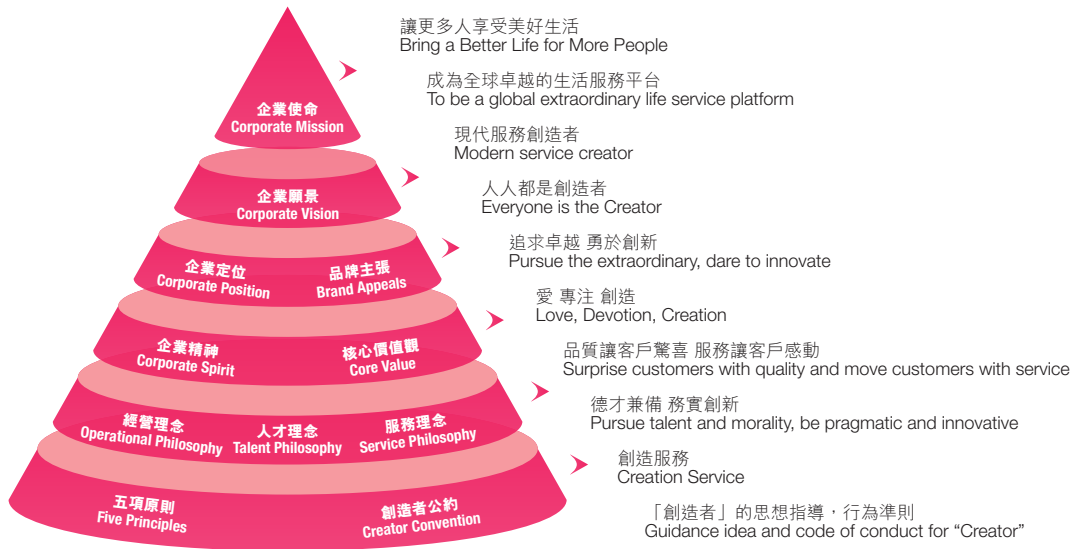 讓更多人享受美好生活
Bring a Better Life for More People
成為全球卓越的生活服務平台
To be a global extraordinary life service platform
企業使命
Corporate Mission
現代服務創造者
Modern service creator
人人都是創造者
Everyone is the Creator
企業願景
Corporate Vision
追求卓越 勇於創新
Pursue the extraordinary, dare to innovate
企業定位
Corporate Position
品牌主張
Brand Appeals
愛 專注 創造
Love, Devotion, Creation
企業精神
Corporate Spirit
核心價值觀
Core Value
品質讓客戶驚喜 服務讓客戶感動
Surprise customers with quality and move customers with service
德才兼備 務實創新
Pursue talent and morality, be pragmatic and innovative
經營理念
Operational Philosophy
人才理念
Talent Philosophy
服務理念
Service Philosophy
創造服務
Creation Service
五項原則
Five Principles
創造者公約
Creator Convention
「創造者」的思想指導，行為準則
Guidance idea and code of conduct for “Creator”